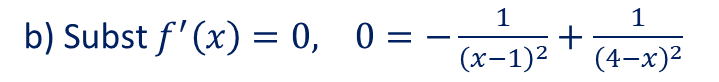 b) Subst f′(x) = 0, 0 = −1/(x−1)² + 1/(4−x)²